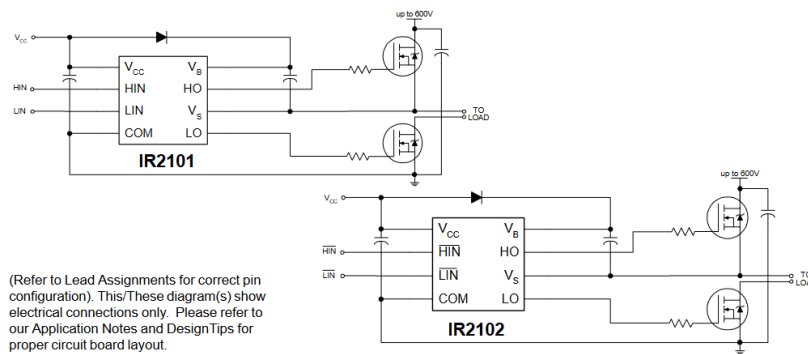 up to 600V
VCC
VCC VB
HIN HIN HO
LIN LIN VS TO
LOAD
COM LO
IR2101
up to 600V
VCC
VCC VB
HIN HIN HO
LIN LIN VS TO
LOAD
COM LO
IR2102
(Refer to Lead Assignments for correct pin
configuration). This/These diagram(s) show
electrical connections only. Please refer to
our Application Notes and DesignTips for
proper circuit board layout.